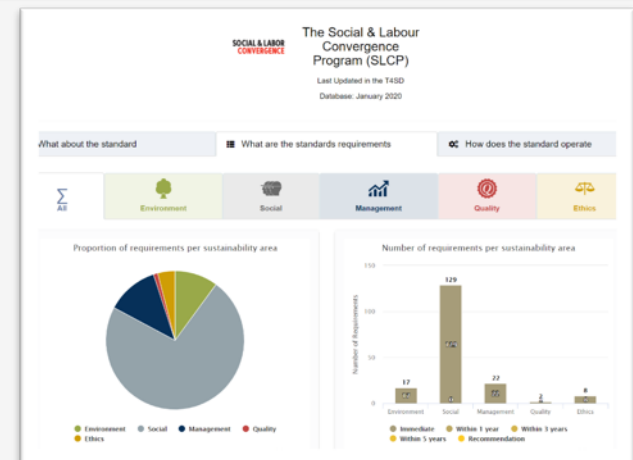 SOCIAL & LABOR
CONVERGENCE
The Social & Labour
Convergence
Program (SLCP)
Last Updated in the T4SD
Database: January 2020
What about the standard
What are the standards requirements
How does the standard operate
Σ
All
Environment
Social
Management
Quality
Ethics
Proportion of requirements per sustainability area
Environment
Social
Management
Quality
Ethics
Number of requirements per sustainability area
Number of Requirements
150
100
50
0
17
129
22
2
8
Environment
Social
Management
Quality
Ethics
Immediate
Within 1 year
Within 3 years
Within 5 years
Recommendation